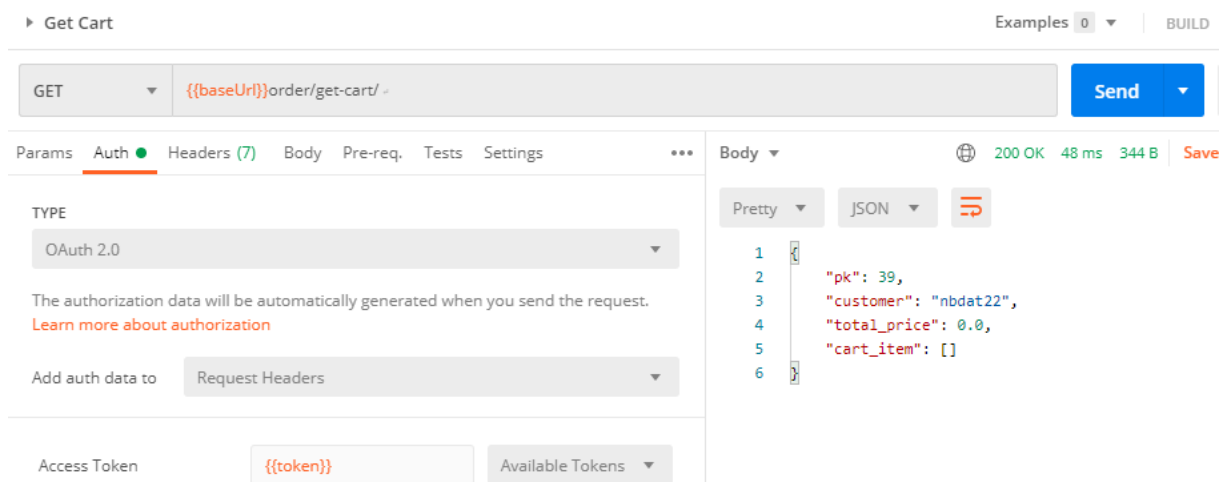 Get Cart
Examples 0
BUILD
GET
{{baseUrl}}order/get-cart/
Send
Params Auth Headers (7) Body Pre-req. Tests Settings
TYPE
OAuth 2.0
The authorization data will be automatically generated when you send the request.
Learn more about authorization
Add auth data to
Request Headers
Access Token
{{token}}
Available Tokens
Body
200 OK 48 ms 344 B Save
Pretty
JSON
1 {
2 "pk": 39,
3 "customer": "nbdat22",
4 "total_price": 0.0,
5 "cart_item": []
6 }